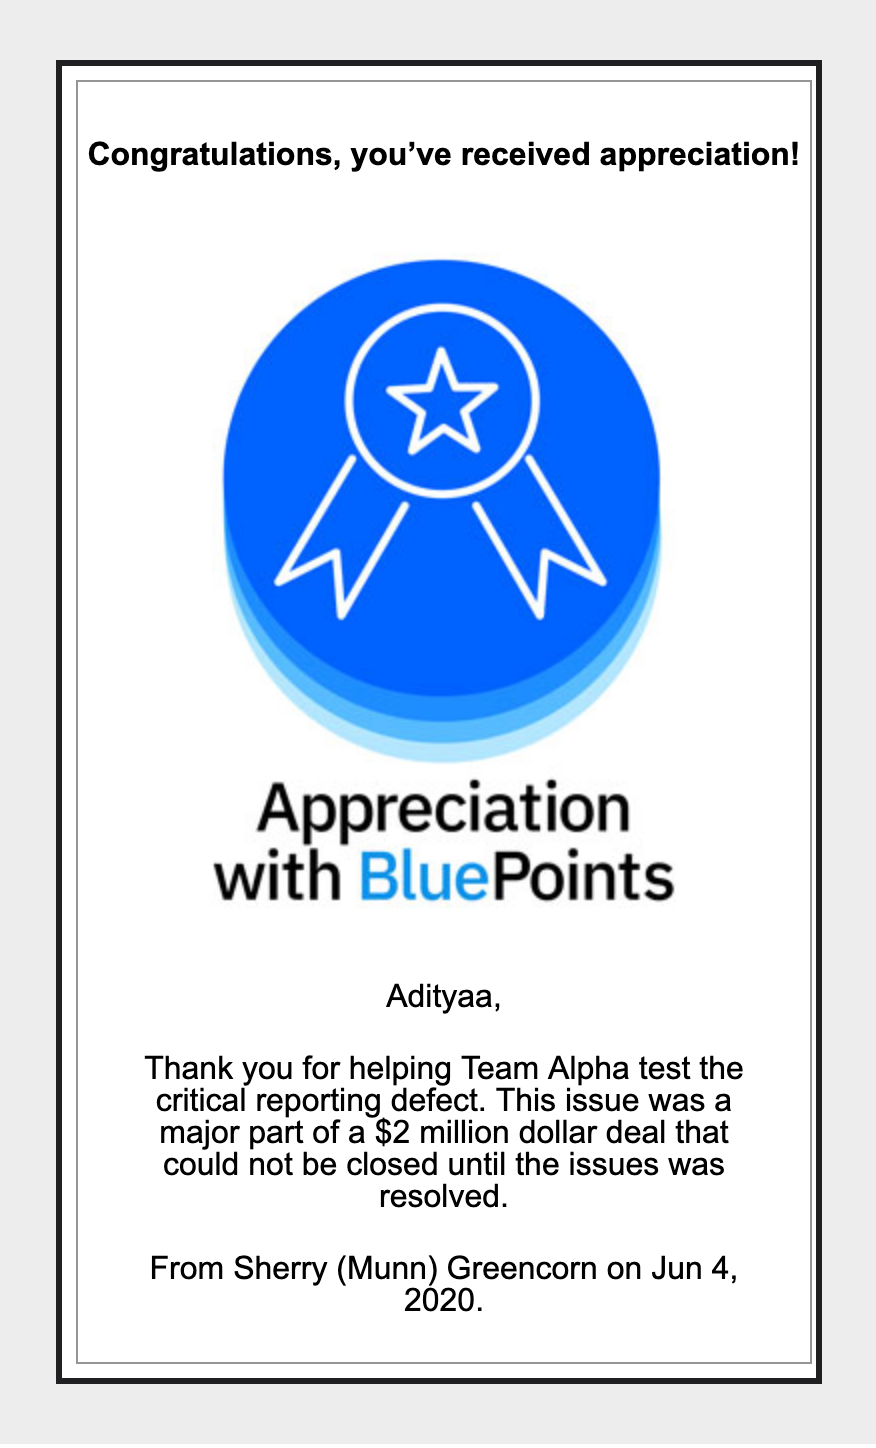 Congratulations, you’ve received appreciation!
Appreciation
with BluePoints
Adityaa,
Thank you for helping Team Alpha test the
critical reporting defect. This issue was a
major part of a $2 million dollar deal that
could not be closed until the issues was
resolved.
From Sherry (Munn) Greencorn on Jun 4,
2020.